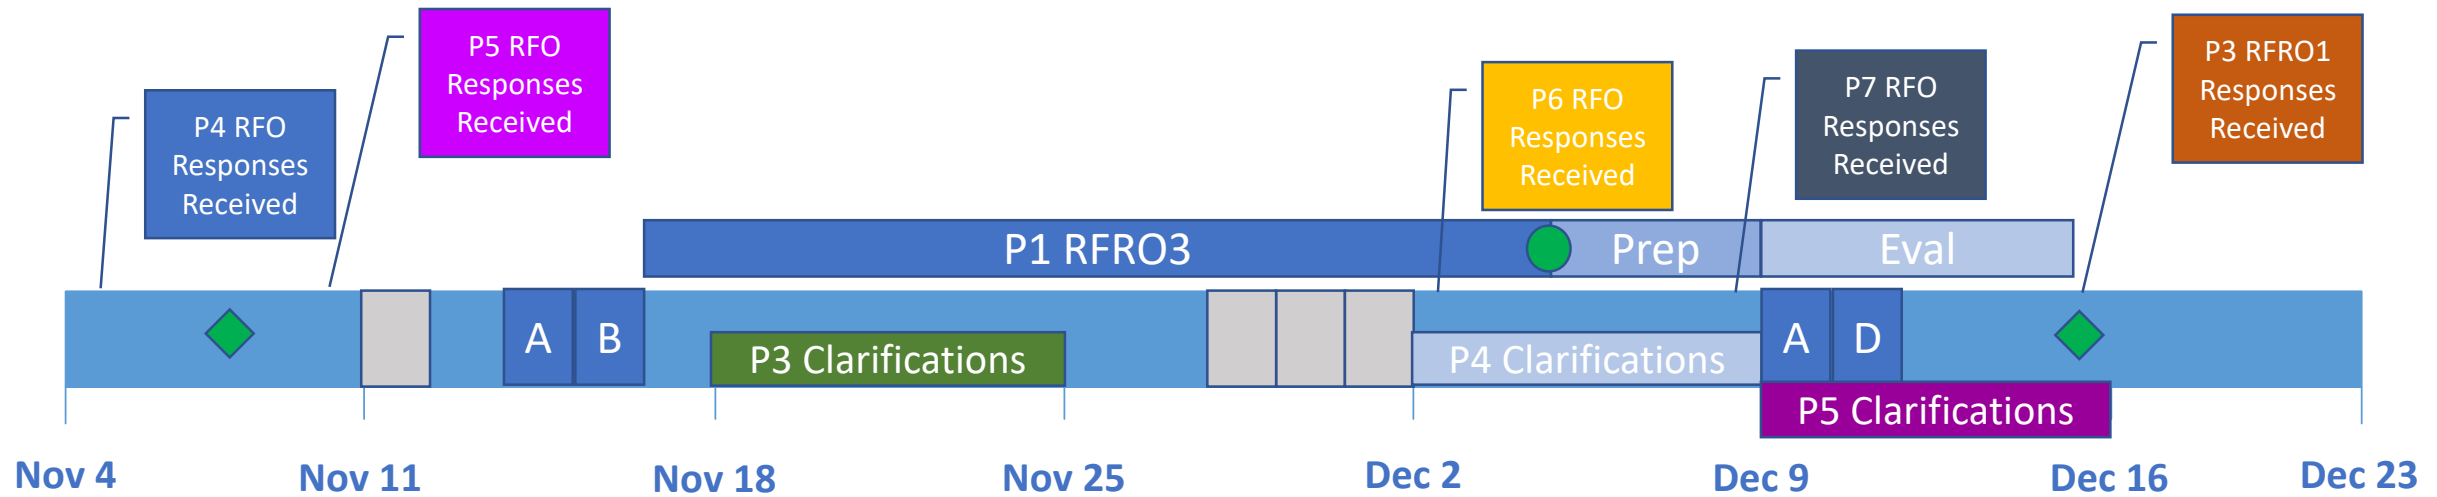 P4 RFO
Responses
Received
P5 RFO
Responses
Received
P6 RFO
Responses
Received
P7 RFO
Responses
Received
P3 RFRO1
Responses
Received
P1 RFRO3
Prep
Eval
A
B
P3 Clarifications
P4 Clarifications
A
D
P5 Clarifications
Nov 4
Nov 11
Nov 18
Nov 25
Dec 2
Dec 9
Dec 16
Dec 23